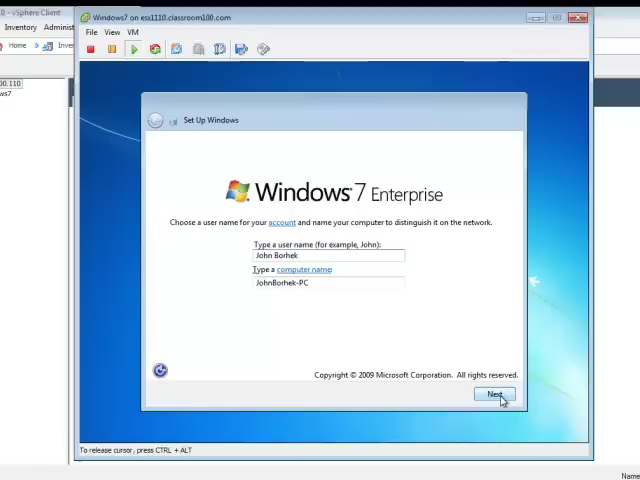 0 - vSphere Client
Windows7 on esx1110.classroom100.com
Inventory Administ
File View VM
Home Inver
00.110
ws7
Set Up Windows
Windows 7 Enterprise
Choose a user name for your account and name your computer to distinguish it on the network.
Type a user name (for example, John):
John Borhek
Type a computer name:
JohnBorhek-PC
Copyright © 2009 Microsoft Corporation. All rights reserved.
Next
To release cursor, press CTRL + ALT
Name